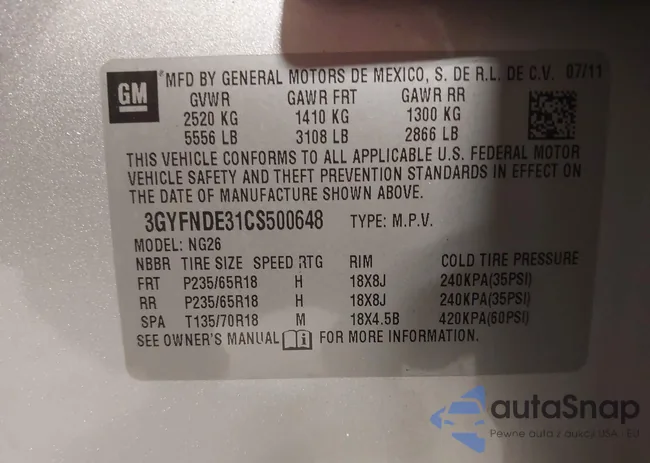 GM
MFD BY GENERAL MOTORS DE MEXICO, S. DE R.L. DE C.V. 07/11
GVWR GAWR FRT GAWR RR
2520 KG 1410 KG 1300 KG
5556 LB 3108 LB 2866 LB
THIS VEHICLE CONFORMS TO ALL APPLICABLE U.S. FEDERAL MOTOR
VEHICLE SAFETY AND THEFT PREVENTION STANDARDS IN EFFECT ON
THE DATE OF MANUFACTURE SHOWN ABOVE.
3GYFNDE31CS500648 TYPE: M.P.V.
MODEL: NG26
NBBR TIRE SIZE SPEED RTG RIM COLD TIRE PRESSURE
FRT P235/65R18 H 18X8J 240KPA(35PSI)
RR P235/65R18 H 18X8J 240KPA(35PSI)
SPA T135/70R18 M 18X4.5B 420KPA(60PSI)
SEE OWNER'S MANUAL FOR MORE INFORMATION.
autaSnap
Pewne auta z aukcji USA - EU